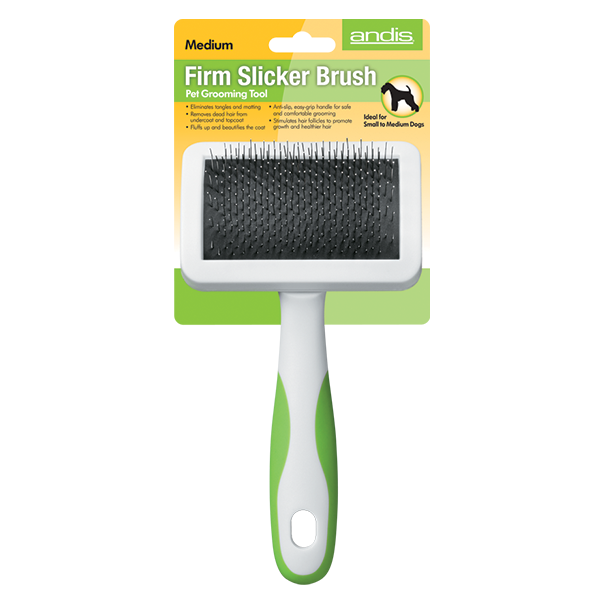 Medium
andis
Firm Slicker Brush
Pet Grooming Tool
• Eliminates tangles and matting
• Removes dead hair from
undercoat and topcoat
• Fluffs up and beautifies the coat
• Anti-slip, easy-grip handle for safe
and comfortable grooming
• Stimulates hair follicles to promote
growth and healthier hair
Ideal for
Small to Medium Dogs